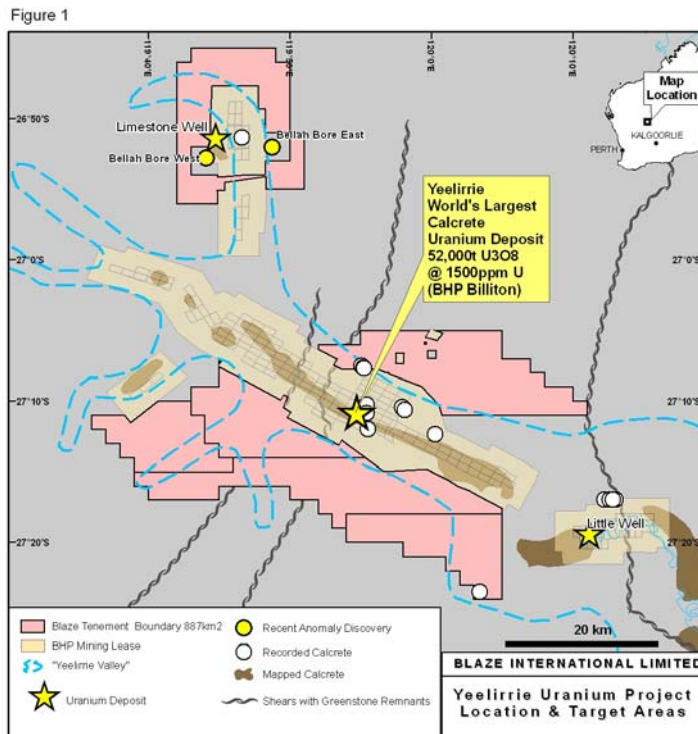 Figure 1
119°40'E
119°50'E
120°0'E
120°10'E
26°50'S
27°0'S
27°10'S
27°20'S
Limestone Well
Bellah Bore East
Bellah Bore West
Map
Location
KALGOORLIE
PERTH
Yeelirrie
World's Largest
Calcrete
Uranium Deposit
52,000t U3O8
@ 1500ppm U
(BHP Billiton)
27°0'S
27°10'S
Little Well
27°20'S
20 km
Blaze Tenement Boundary 887km2
BHP Mining Lease
"Yeelirrie Valley"
Uranium Deposit
Recent Anomaly Discovery
Recorded Calcrete
Mapped Calcrete
Shears with Greenstone Remnants
BLAZE INTERNATIONAL LIMITED
Yeelirrie Uranium Project
Location & Target Areas